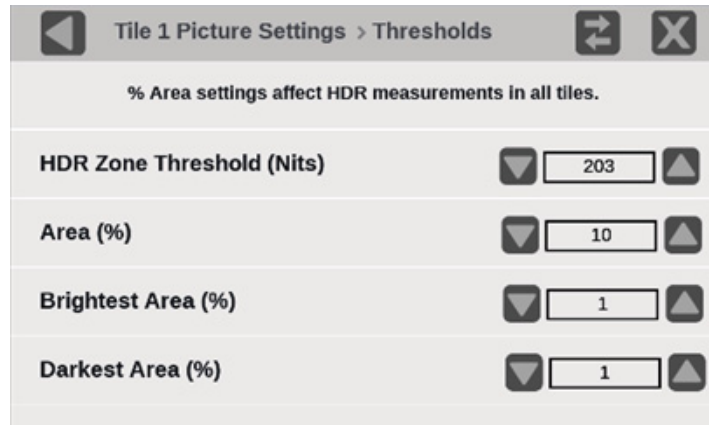 Tile 1 Picture Settings > Thresholds
% Area settings affect HDR measurements in all tiles.
HDR Zone Threshold (Nits) 203
Area (%) 10
Brightest Area (%) 1
Darkest Area (%) 1